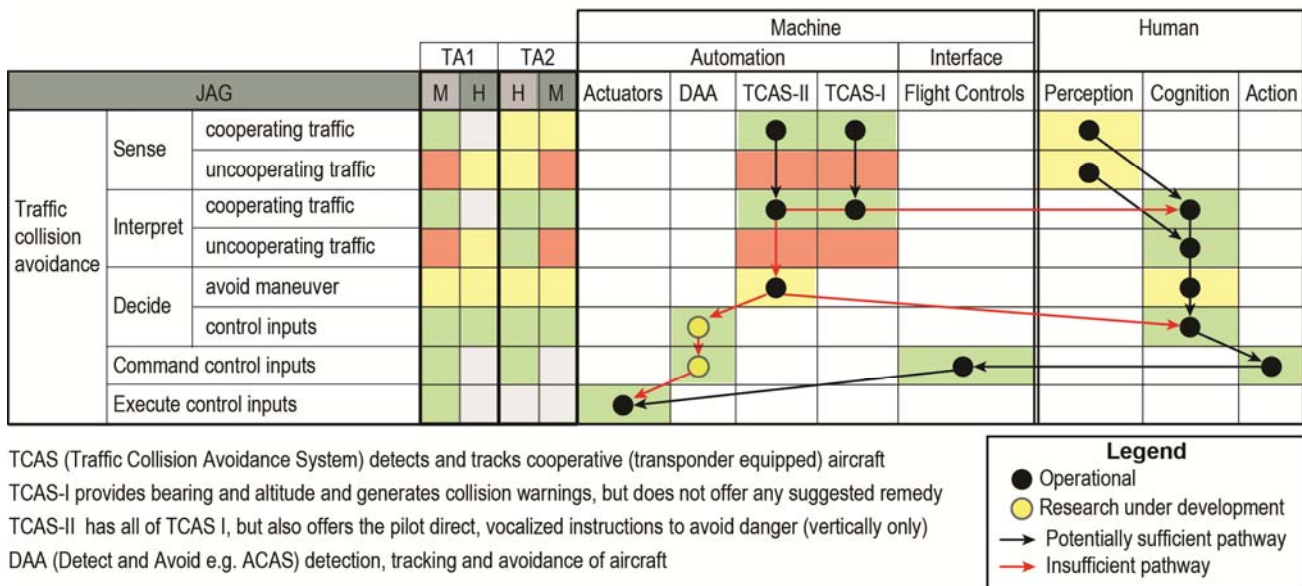 Machine
Human
TA1
TA2
Automation
Interface
JAG
M
H
H
M
Actuators
DAA
TCAS-II
TCAS-I
Flight Controls
Perception
Cognition
Action
Traffic
collision
avoidance
Sense
cooperating traffic
uncooperating traffic
Interpret
cooperating traffic
uncooperating traffic
Decide
avoid maneuver
control inputs
Command control inputs
Execute control inputs
TCAS (Traffic Collision Avoidance System) detects and tracks cooperative (transponder equipped) aircraft
TCAS-I provides bearing and altitude and generates collision warnings, but does not offer any suggested remedy
TCAS-II has all of TCAS I, but also offers the pilot direct, vocalized instructions to avoid danger (vertically only)
DAA (Detect and Avoid e.g. ACAS) detection, tracking and avoidance of aircraft
Legend
Operational
Research under development
Potentially sufficient pathway
Insufficient pathway